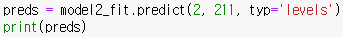 preds = model2_fit.predict(2, 211, typ='levels')
print(preds)